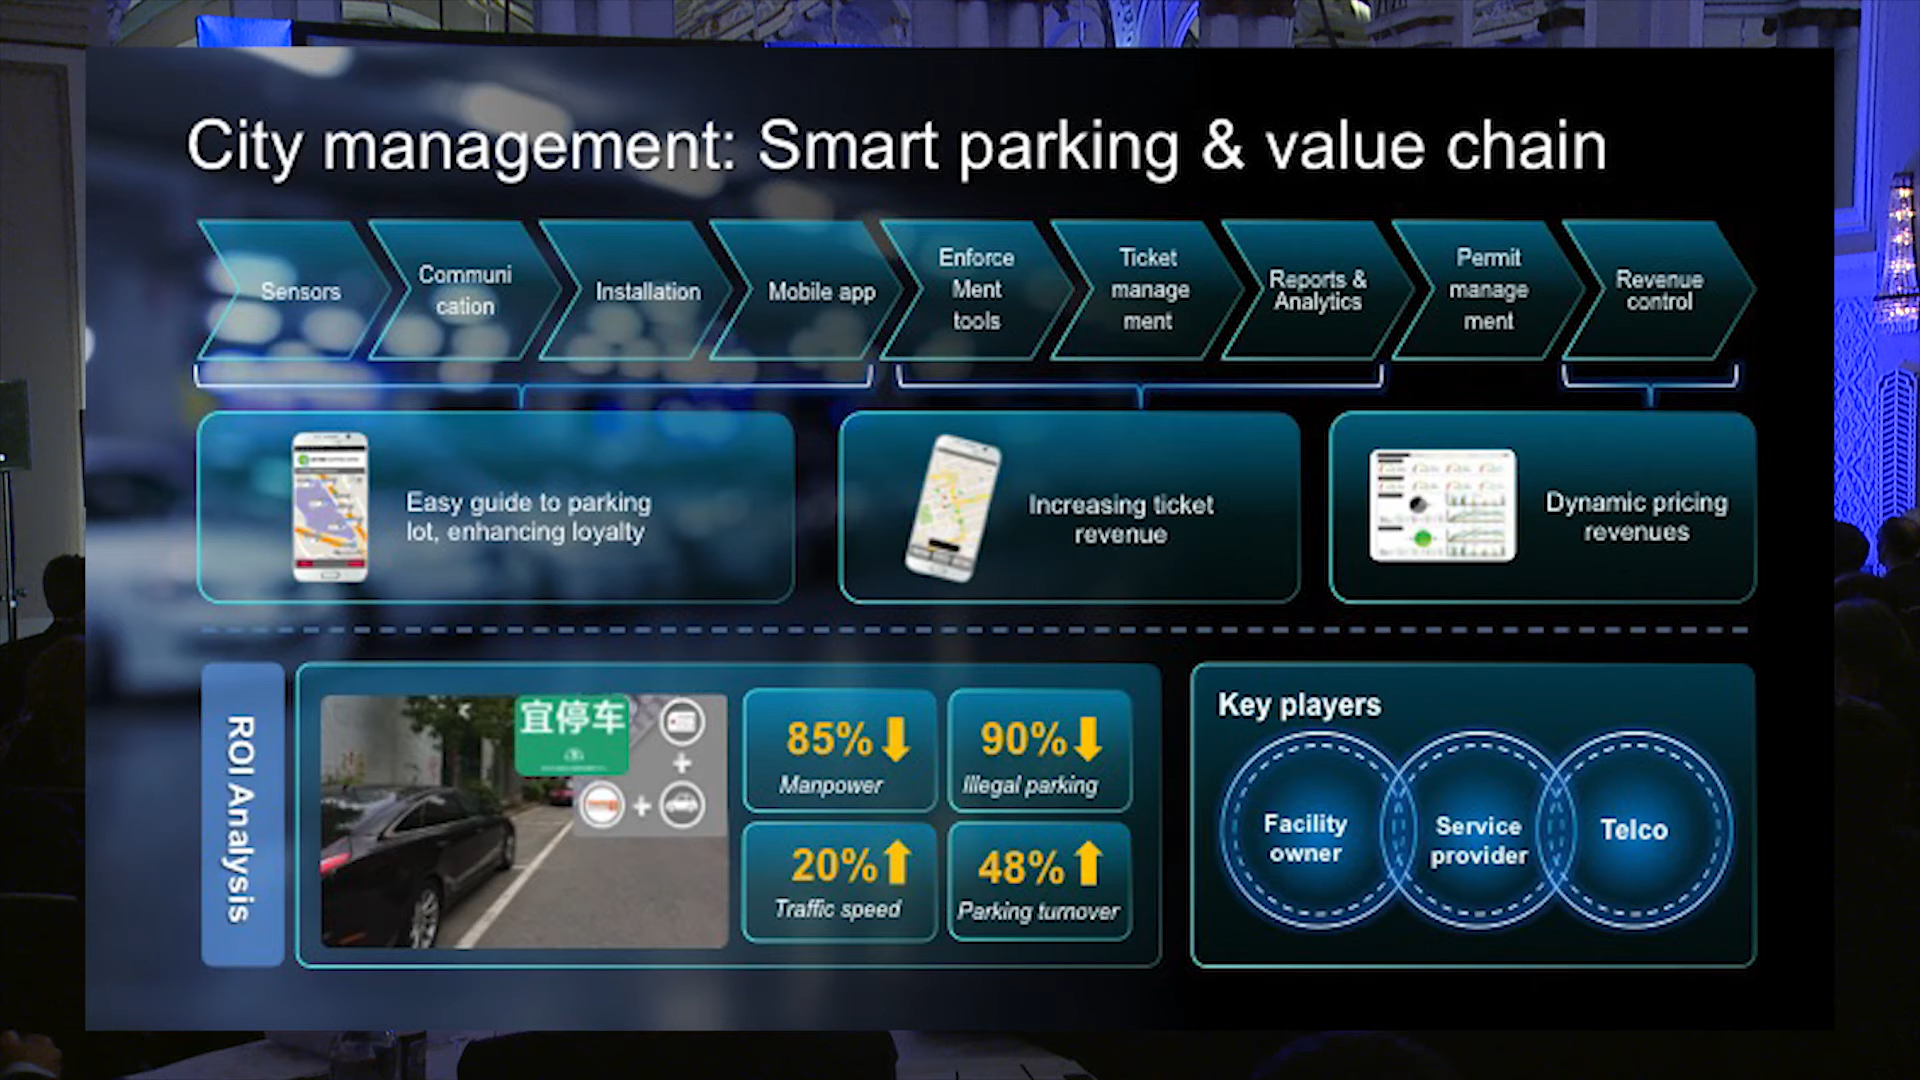 City management: Smart parking & value chain
Sensors
Communi
cation
Installation
Mobile app
Enforce
Ment
tools
Ticket
manage
ment
Reports &
Analytics
Permit
manage
ment
Revenue
control
Easy guide to parking
lot, enhancing loyalty
Increasing ticket
revenue
Dynamic pricing
revenues
ROI Analysis
宜停车
85%
Manpower
90%
Illegal parking
20%
Traffic speed
48%
Parking turnover
Key players
Facility
owner
Service
provider
Telco